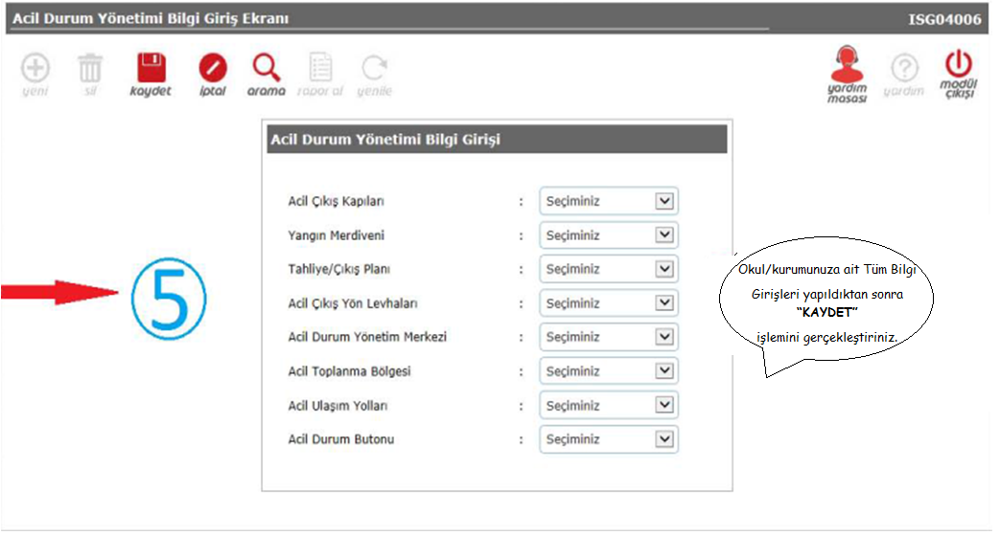 Acil Durum Yönetimi Bilgi Giriş Ekranı ISG04006
yeni sil kaydet iptal arama rapor al yenile yardım masası yardım modül çıkışı
Acil Durum Yönetimi Bilgi Girişi
Acil Çıkış Kapıları : Seçiminiz
Yangın Merdiveni : Seçiminiz
Tahliye/Çıkış Planı : Seçiminiz
Acil Çıkış Yön Levhaları : Seçiminiz
Acil Durum Yönetim Merkezi : Seçiminiz
Acil Toplanma Bölgesi : Seçiminiz
Acil Ulaşım Yolları : Seçiminiz
Acil Durum Butonu : Seçiminiz
5
Okul/kurumunuza ait Tüm Bilgi
Girişleri yapıldıktan sonra
“KAYDET”
işlemini gerçekleştiriniz.